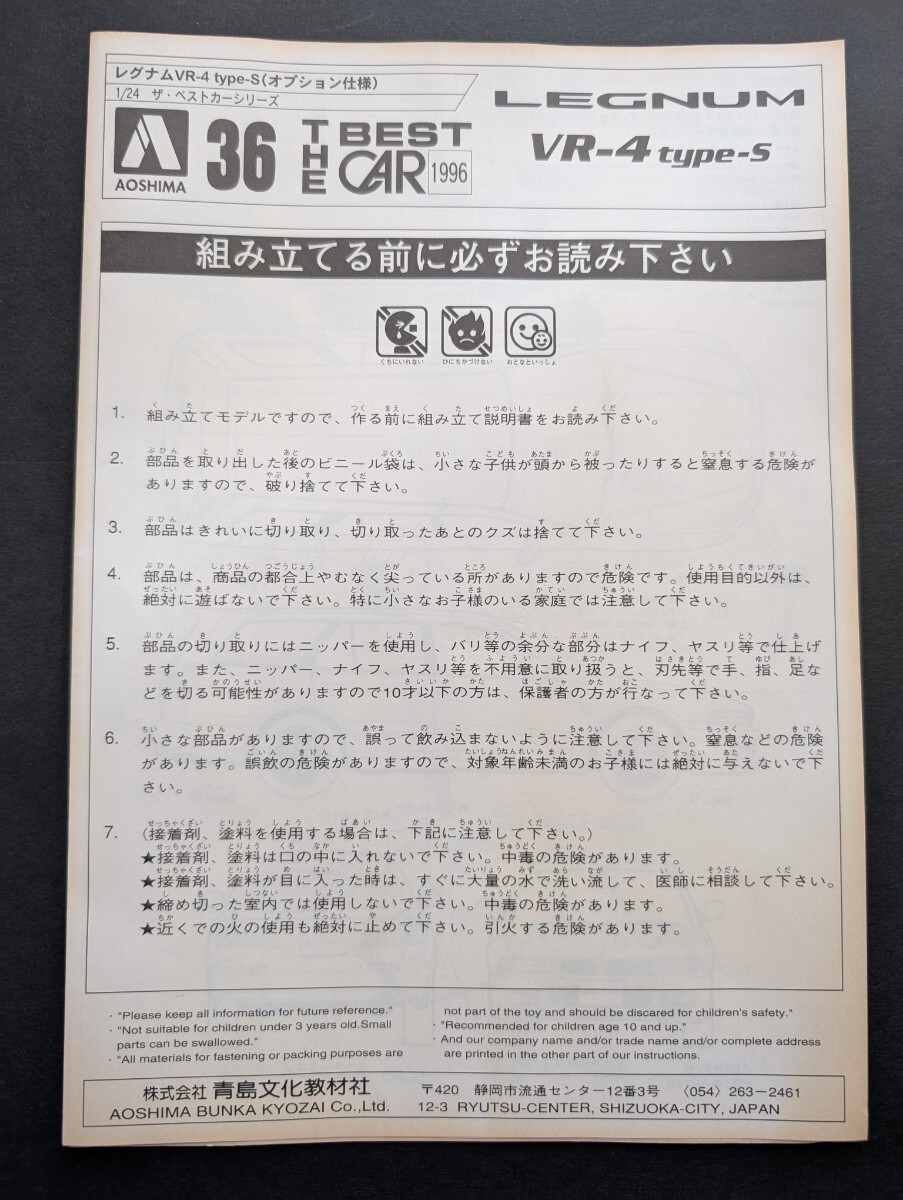 レグナムVR-4 type-S(オプション仕様)
1/24 ザ・ベストカーシリーズ
AOSHIMA
36
THE BEST CAR 1996
LEGNUM
VR-4 type-S
組み立てる前に必ずお読み下さい
くちにいれない ひにちかづけない おとなといっしょ
1. 組み立てモデルですので、作る前に組み立て説明書をお読み下さい。
2. 部品を取り出した後のビニール袋は、小さな子供が頭から被ったりすると窒息する危険が
ありますので、破り捨てて下さい。
3. 部品はきれいに切り取り、切り取ったあとのクズは捨てて下さい。
4. 部品は、商品の都合上やむなく尖っている所がありますので危険です。使用目的以外は、
絶対に遊ばないで下さい。特に小さなお子様のいる家庭では注意して下さい。
5. 部品の切り取りにはニッパーを使用し、バリ等の余分な部分はナイフ、ヤスリ等で仕上げ
ます。また、ニッパー、ナイフ、ヤスリ等を不用意に取り扱うと、刃先等で手、指、足な
どを切る可能性がありますので10才以下の方は、保護者の方が行なって下さい。
6. 小さな部品がありますので、誤って飲み込まないように注意して下さい。窒息などの危険
があります。誤飲の危険がありますので、対象年齢未満のお子様には絶対に与えないで下
さい。
7. (接着剤、塗料を使用する場合は、下記に注意して下さい。)
★接着剤、塗料は口の中に入れないで下さい。中毒の危険があります。
★接着剤、塗料が目に入った時は、すぐに大量の水で洗い流して、医師に相談して下さい。
★締め切った室内では使用しないで下さい。中毒の危険があります。
★近くでの火の使用も絶対に止めて下さい。引火する危険があります。
· "Please keep all information for future reference."
· "Not suitable for children under 3 years old.Small
parts can be swallowed."
· "All materials for fastening or packing purposes are
not part of the toy and should be discared for children's safety."
· "Recommended for children age 10 and up."
· And our company name and/or trade name and/or complete address
are printed in the other part of our instructions.
株式会社 青島文化教材社
AOSHIMA BUNKA KYOZAI Co.,Ltd.
〒420 静岡市流通センター12番3号 〈054〉263−2461
12-3 RYUTSU-CENTER, SHIZUOKA-CITY, JAPAN